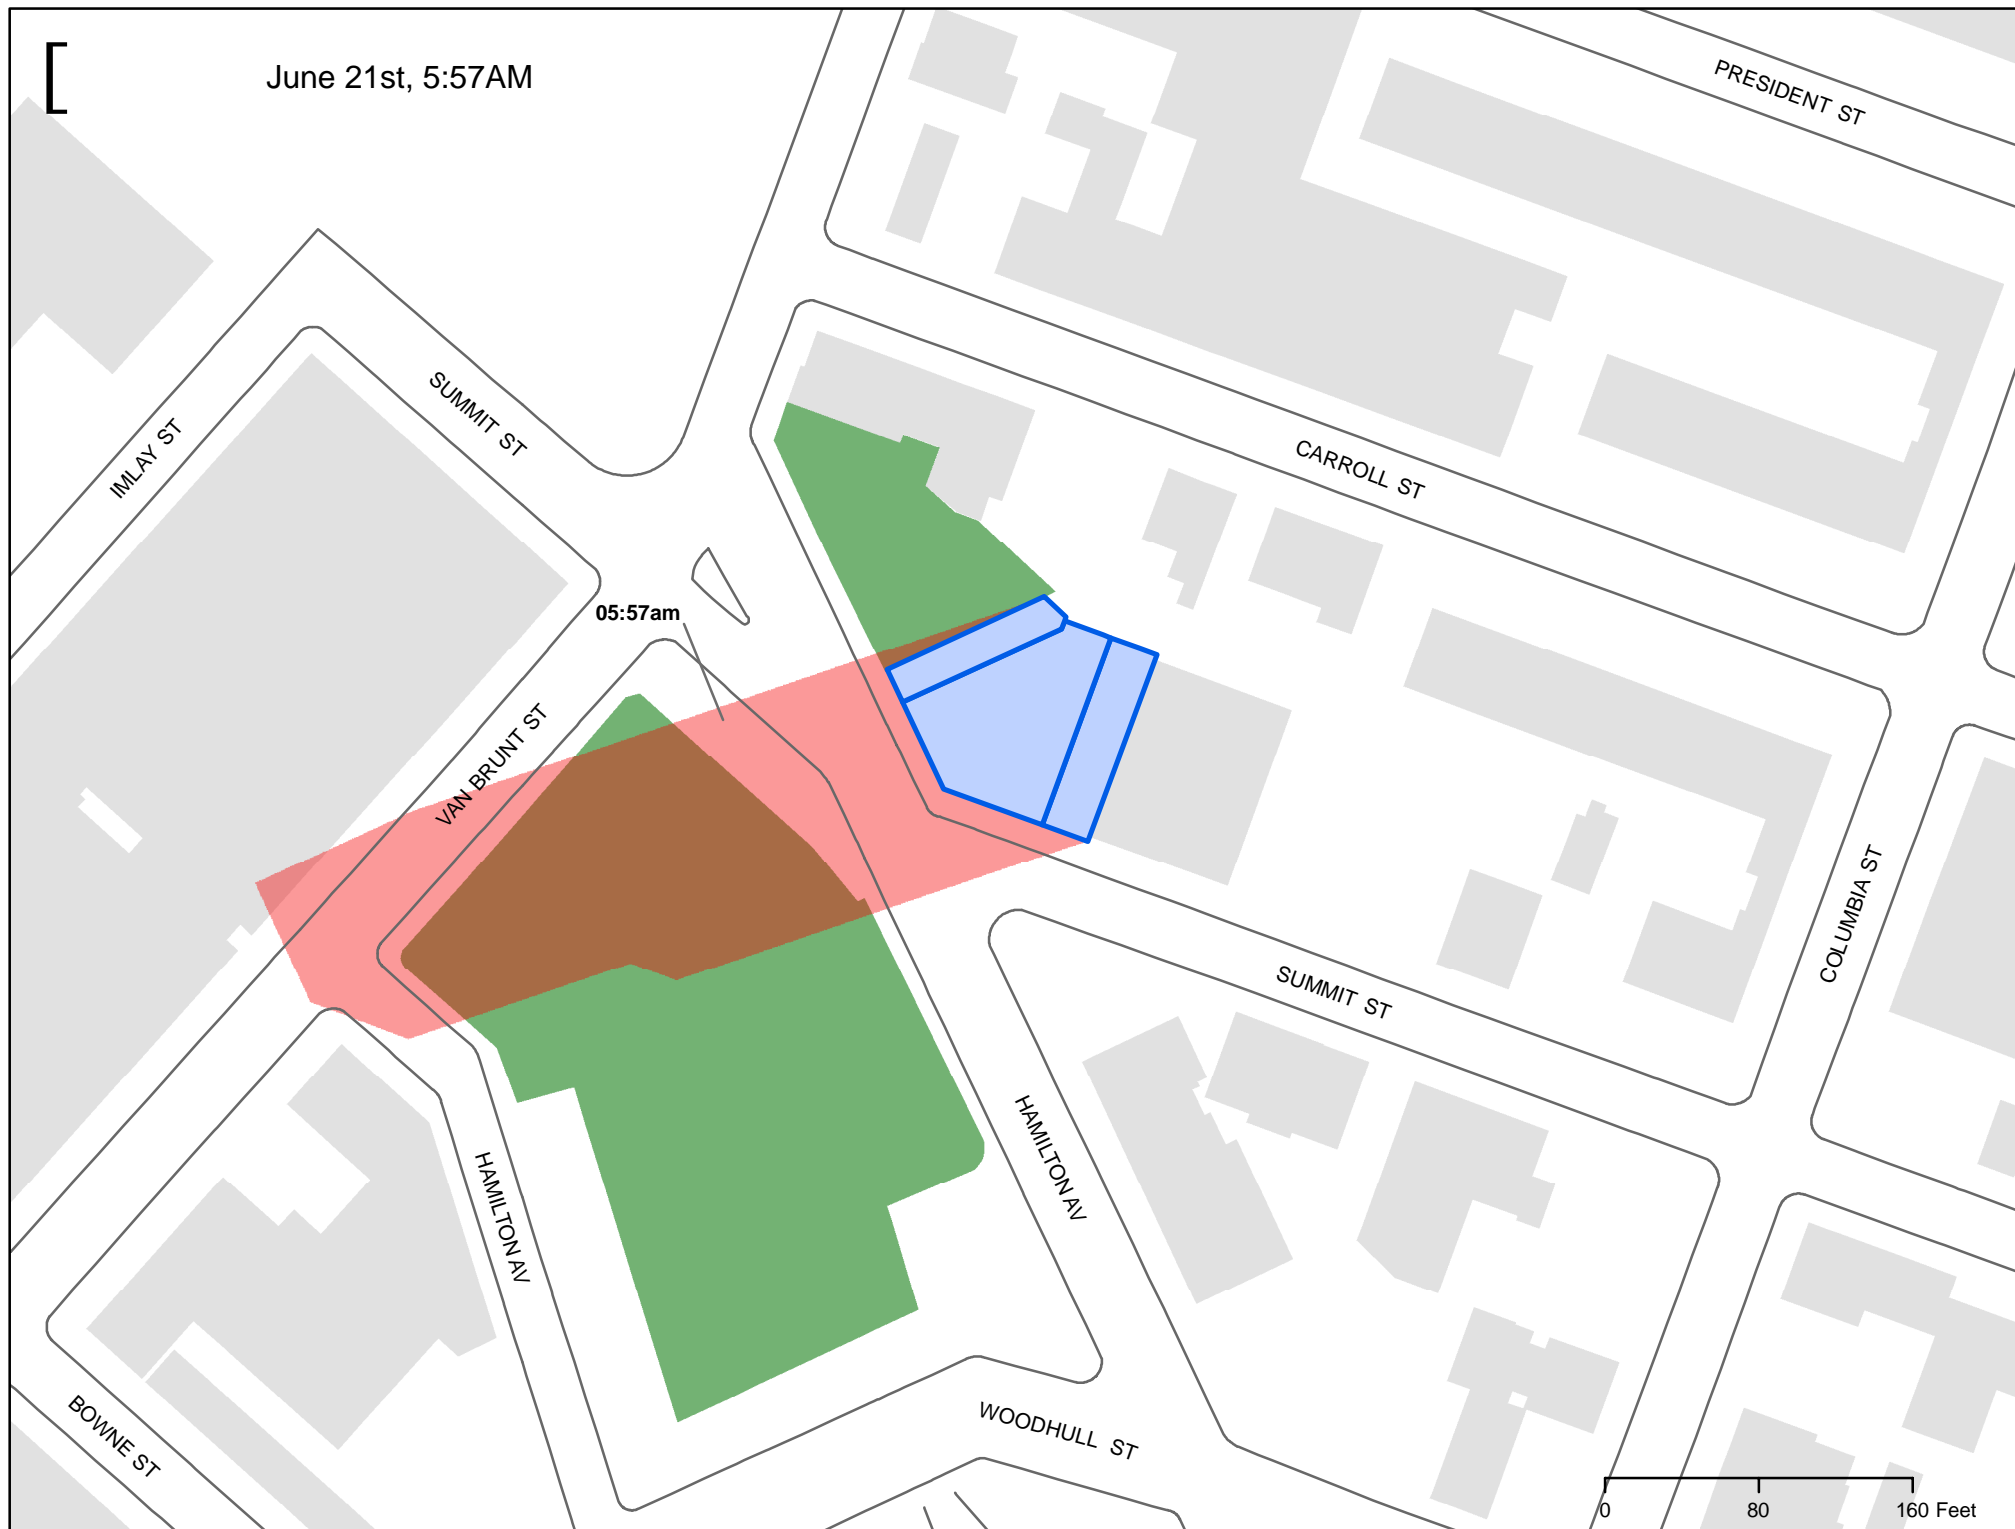 [
June 21st, 5:57AM
PRESIDENT ST
SUMMIT ST
IMLAY ST
CARROLL ST
05:57am
VAN BRUNT ST
COLUMBIA ST
SUMMIT ST
HAMILTON AV
HAMILTON AV
BOWNE ST
WOODHULL ST
0 80 160 Feet